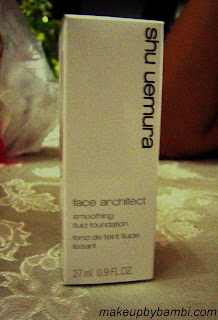 shu uemura
face architect
smoothing
fluid foundation
fond de teint fluide
lissant
27 ml 0.9 FL.OZ.
makeupbybambi.com